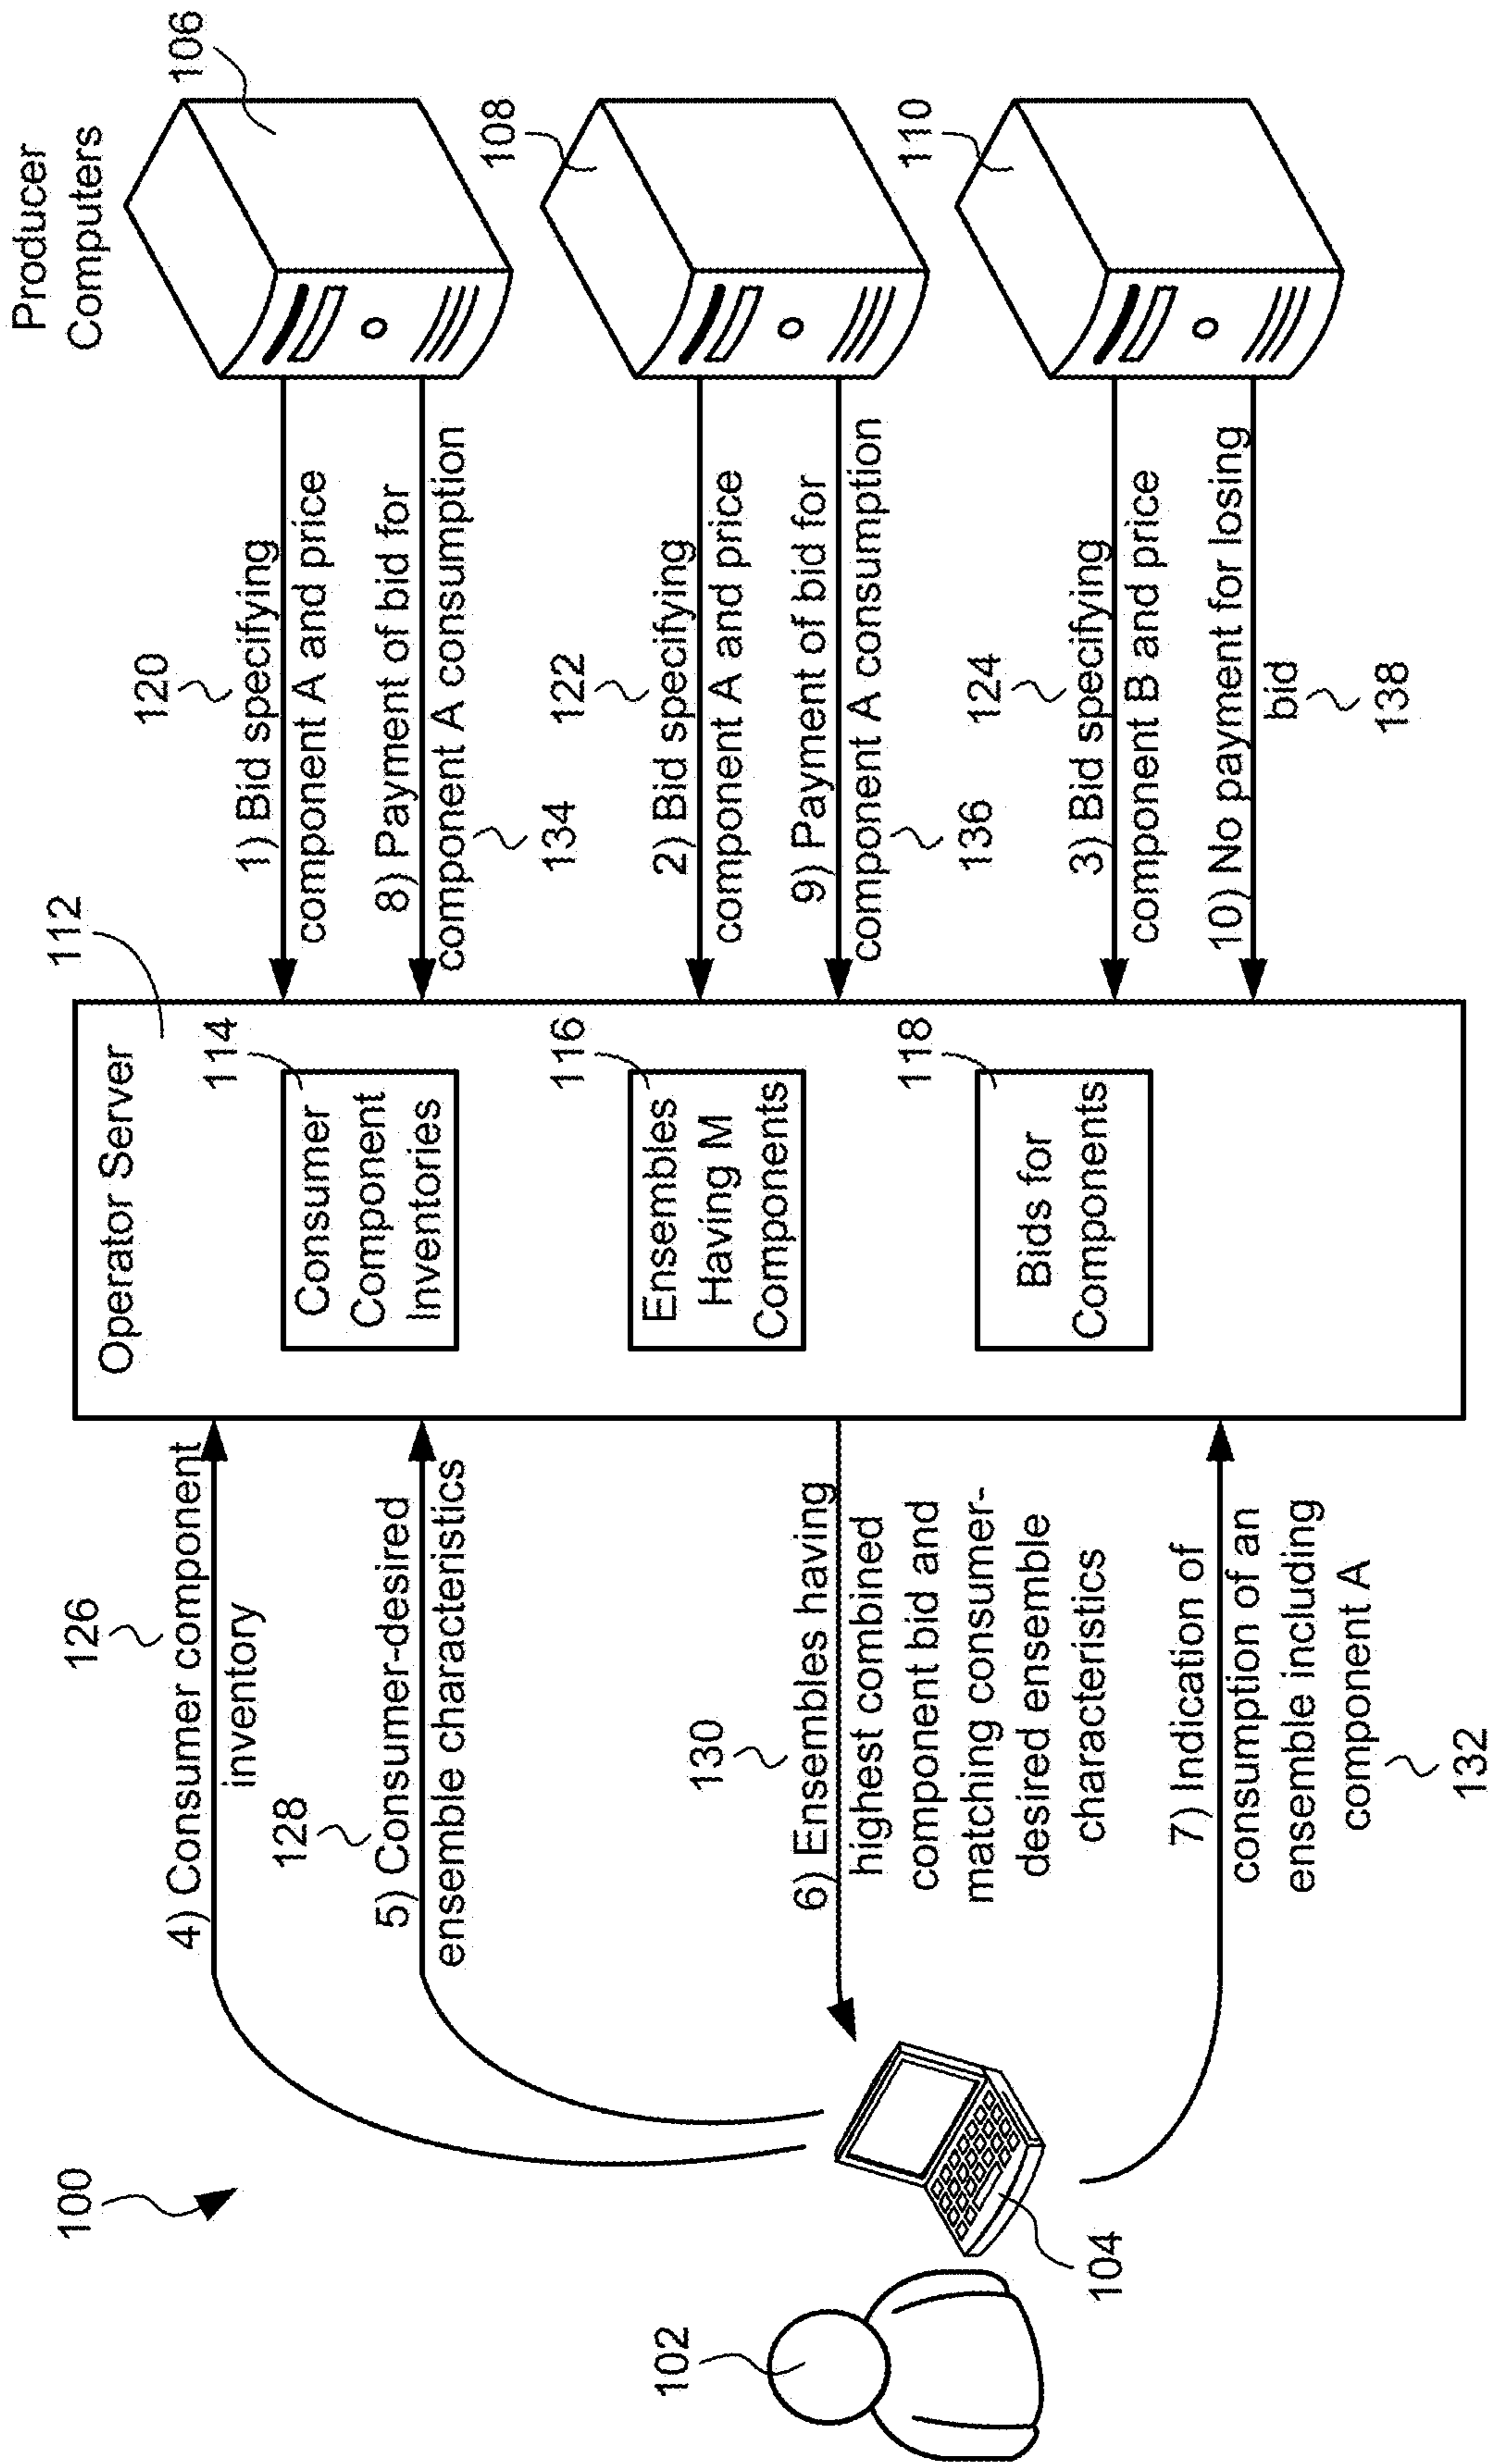 100
102
104
126
4) Consumer component
inventory
128
5) Consumer-desired
ensemble characteristics
130
6) Ensembles having
highest combined
component bid and
matching consumer-
desired ensemble
characteristics
7) Indication of
consumption of an
ensemble including
component A
132
Operator Server
112
114
Consumer
Component
Inventories
116
Ensembles
Having M
Components
118
Bids for
Components
120
1) Bid specifying
component A and price
8) Payment of bid for
component A consumption
134
122
2) Bid specifying
component A and price
9) Payment of bid for
component A consumption
136
124
3) Bid specifying
component B and price
10) No payment for losing
bid
138
Producer
Computers
106
108
110